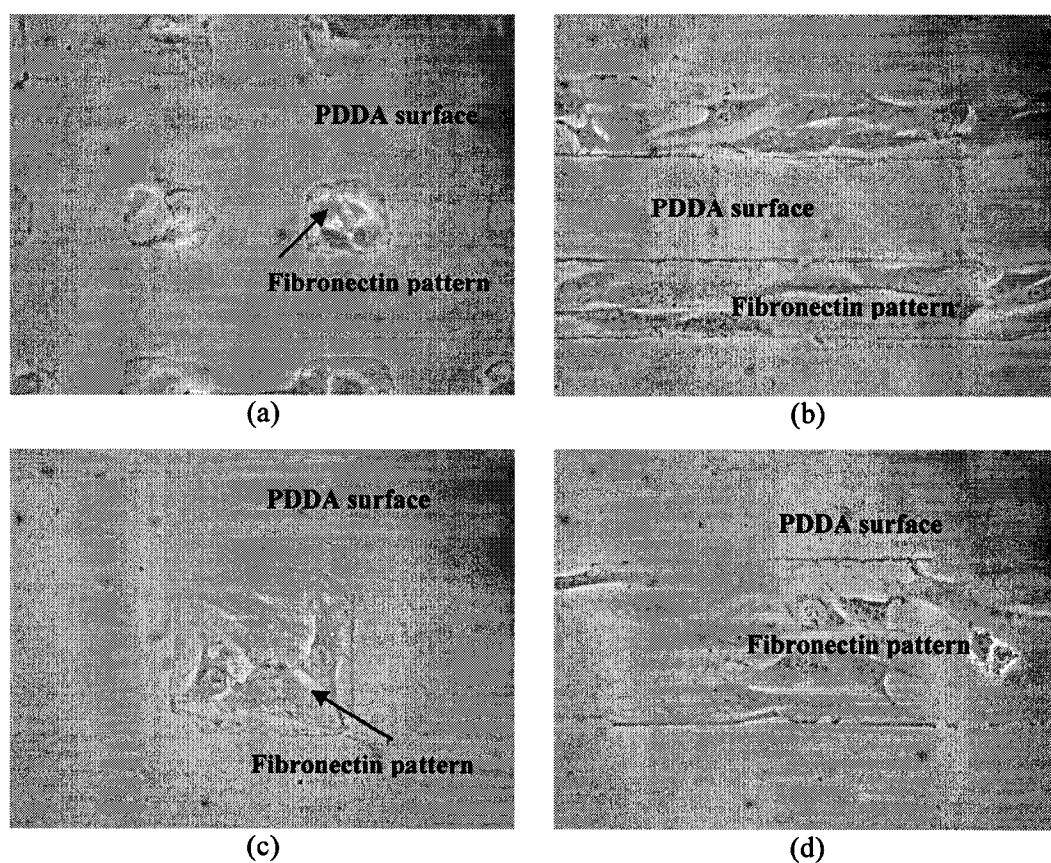 PDDA surface
Fibronectin pattern
(a)
PDDA surface
Fibronectin pattern
(b)
PDDA surface
Fibronectin pattern
(c)
PDDA surface
Fibronectin pattern
(d)